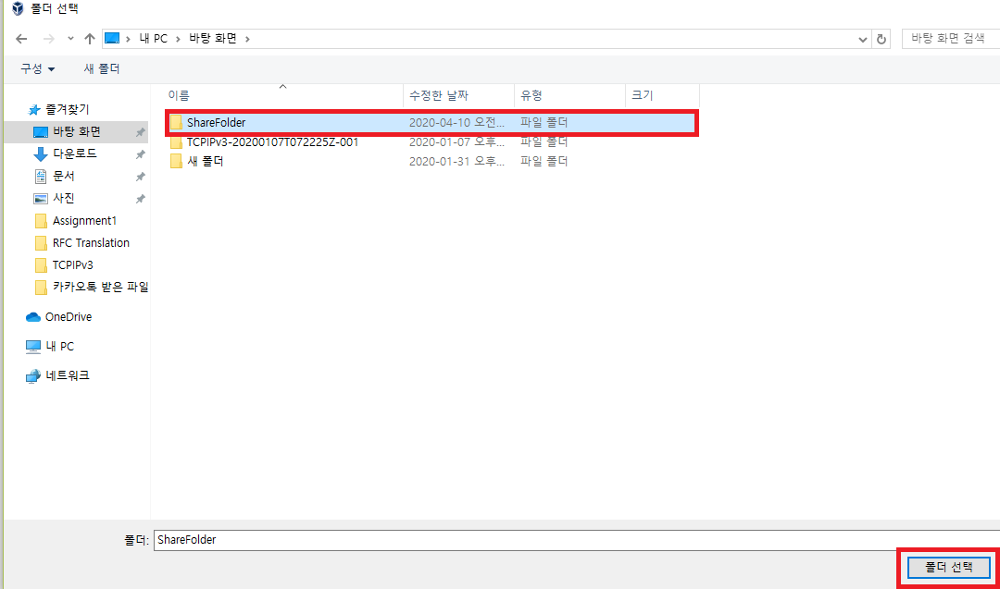 폴더 선택
내 PC 바탕 화면 바탕 화면 검색
구성 새 폴더
이름 수정한 날짜 유형 크기
즐겨찾기
바탕 화면
다운로드
문서
사진
Assignment1
RFC Translation
TCPIPv3
카카오톡 받은 파일
OneDrive
내 PC
네트워크
ShareFolder 2020-04-10 오전... 파일 폴더
TCPIPv3-20200107T072225Z-001 2020-01-07 오후... 파일 폴더
새 폴더 2020-01-31 오후... 파일 폴더
폴더: ShareFolder
폴더 선택